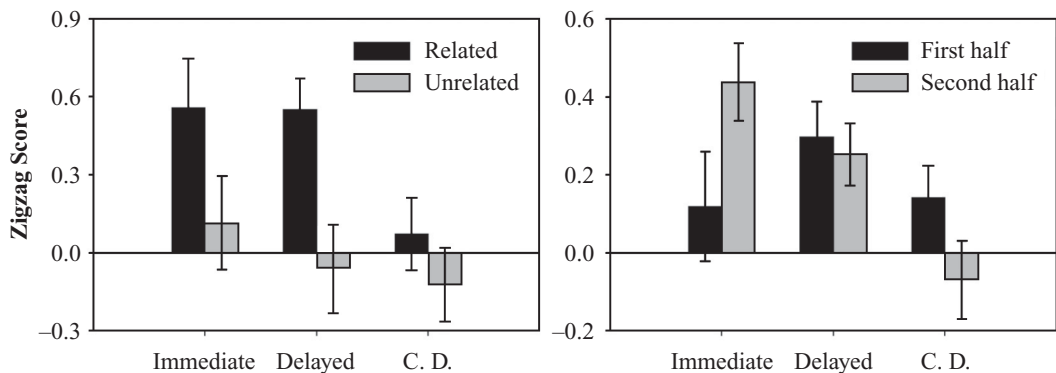 Zigzag Score
0.9
0.6
0.3
0.0
–0.3
Related
Unrelated
Immediate Delayed C. D.
0.6
0.4
0.2
0.0
–0.2
First half
Second half
Immediate Delayed C. D.